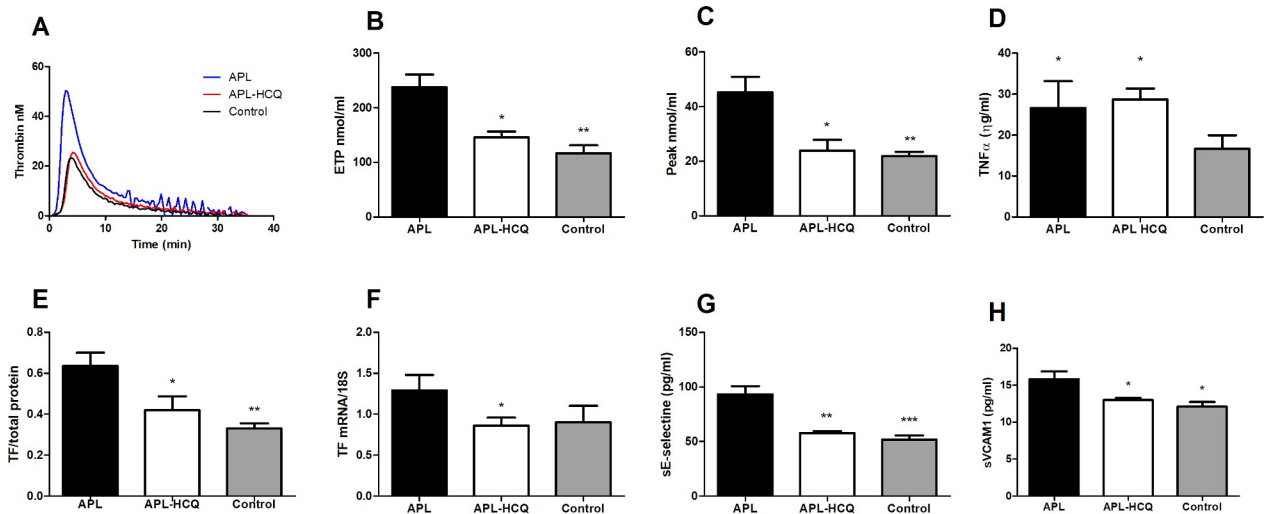 A
60
40
20
0
Thrombin nM
0
10
20
30
40
Time (min)
APL
APL-HCQ
Control
B
300
200
100
0
ETP nmol/ml
*
**
APL
APL-HCQ
Control
C
60
40
20
0
Peak nmol/ml
*
**
APL
APL-HCQ
Control
D
40
30
20
10
0
TNFα (ηg/ml)
*
*
APL
APL HCQ
Control
E
0.8
0.6
0.4
0.2
0.0
TF/total protein
*
**
APL
APL-HCQ
Control
F
2.0
1.5
1.0
0.5
0.0
TF mRNA/18S
*
APL
APL-HCQ
Control
G
150
100
50
0
sE-selectine (pg/ml)
**
***
APL
APL-HCQ
Control
H
20
15
10
5
0
sVCAM1 (pg/ml)
*
*
APL
APL-HCQ
Control